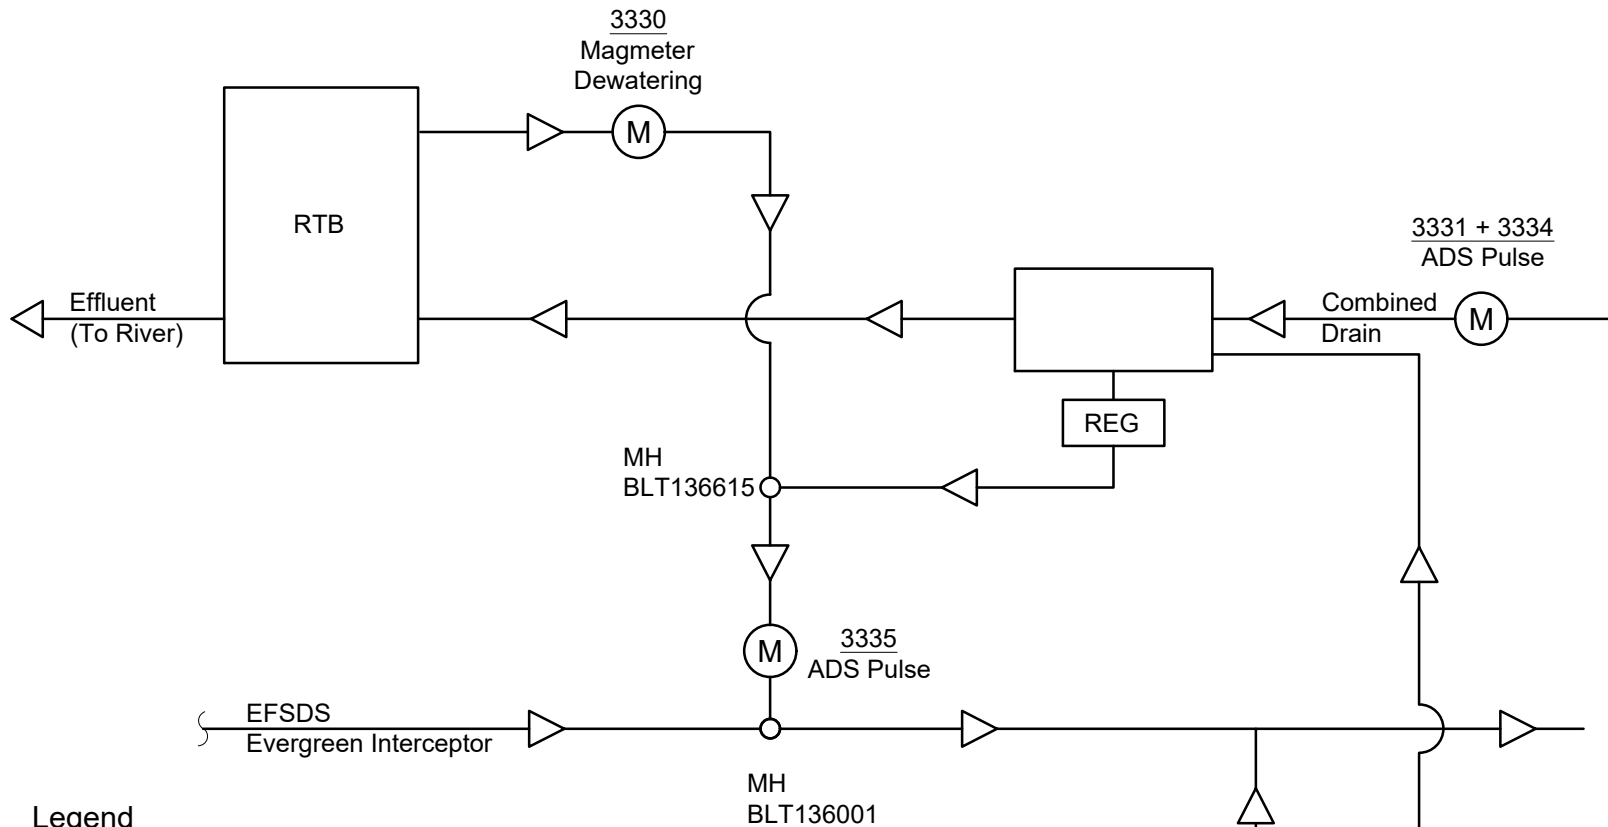 3330
Magmeter
Dewatering
M
RTB
3331 + 3334
ADS Pulse
Effluent
(To River)
Combined
Drain
M
REG
MH
BLT136615
M
3335
ADS Pulse
EFSDS
Evergreen Interceptor
MH
BLT136001
Legend